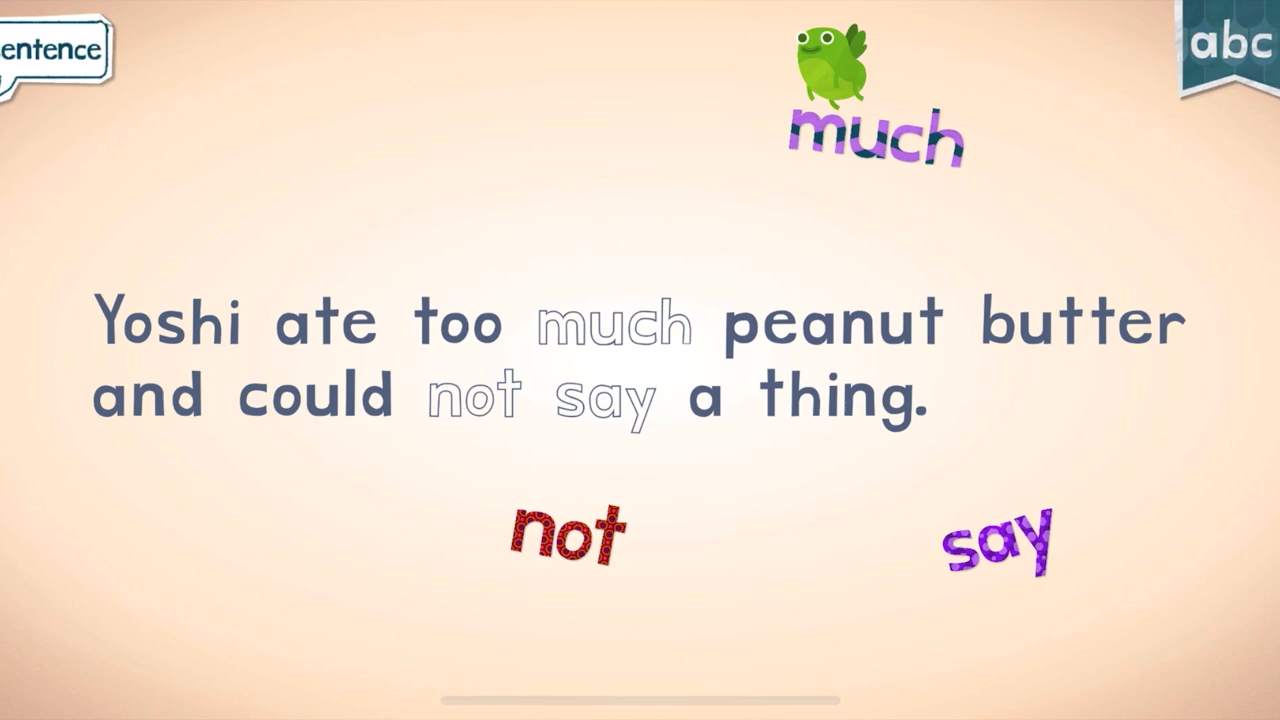 entence
abc
much
Yoshi ate too much peanut butter
and could not say a thing.
not
say